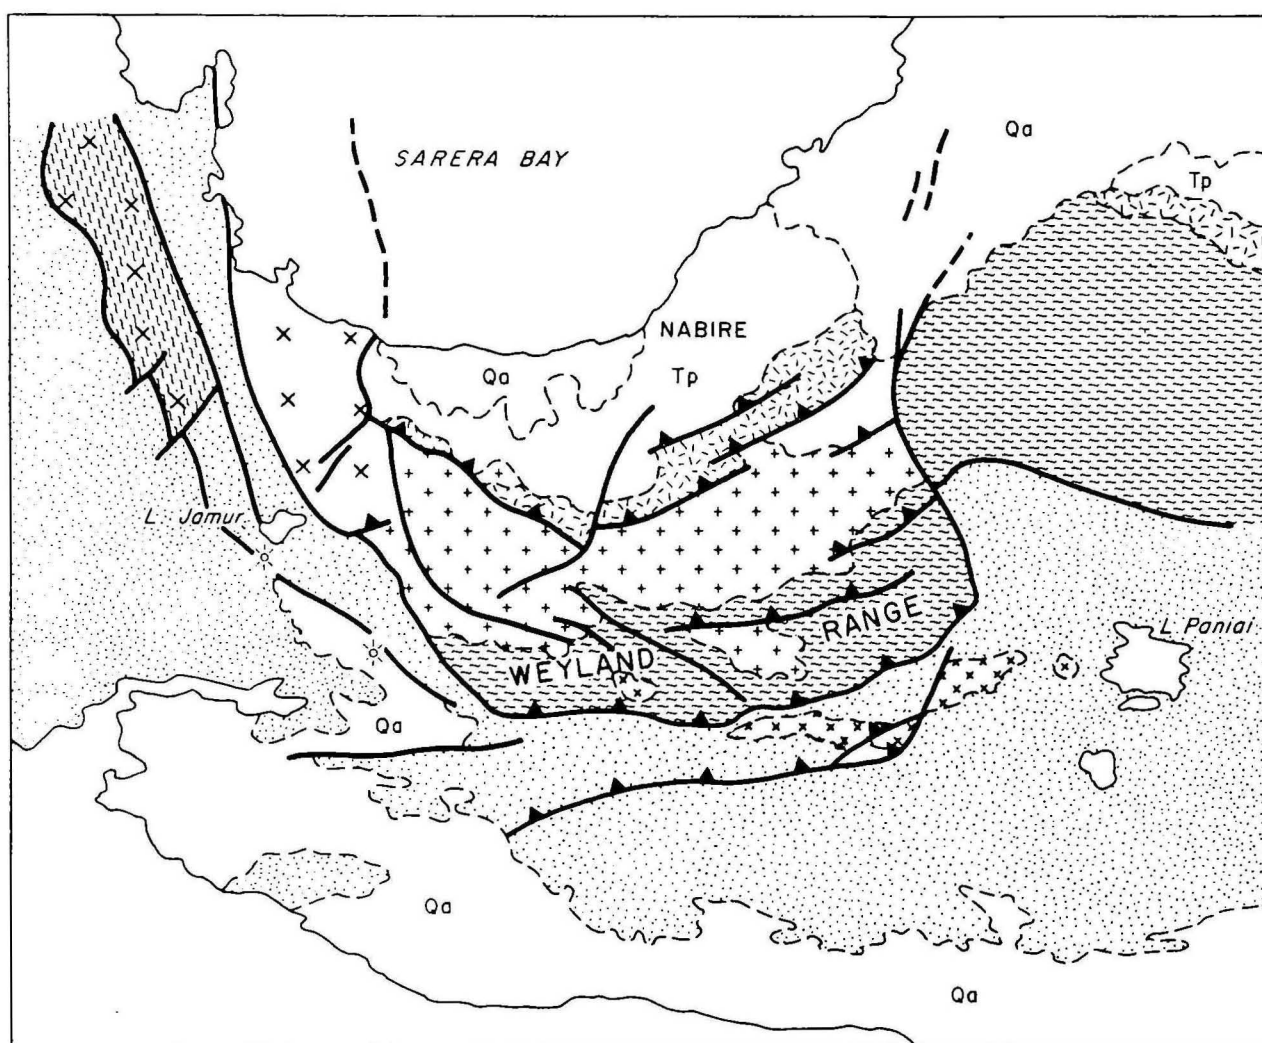 Qa
SARERA BAY
Tp
NABIRE
Qa
Tp
L. Jamur
RANGE
L Paniai
WEYLAND
Qa
Qa
Qa